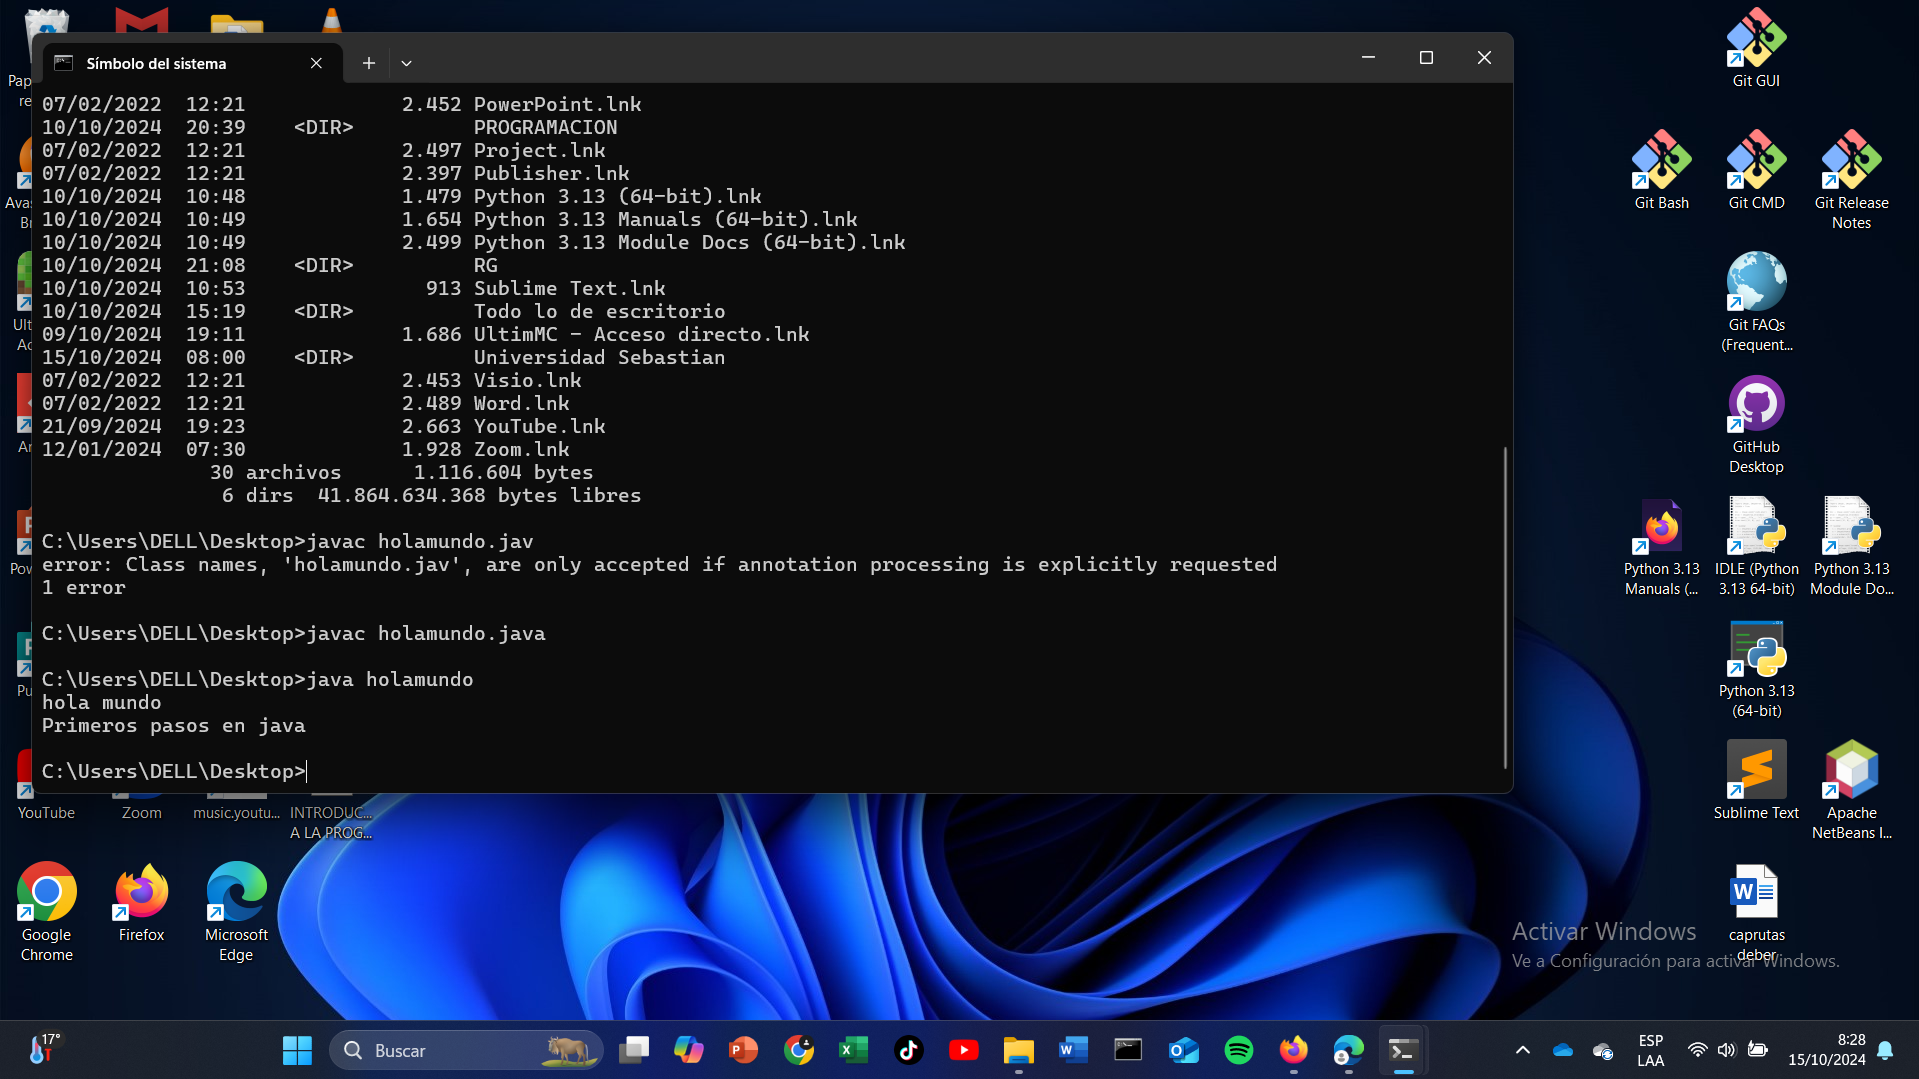 Símbolo del sistema
07/02/2022  12:21             2.452 PowerPoint.lnk
10/10/2024  20:39    <DIR>          PROGRAMACION
07/02/2022  12:21             2.497 Project.lnk
07/02/2022  12:21             2.397 Publisher.lnk
10/10/2024  10:48             1.479 Python 3.13 (64-bit).lnk
10/10/2024  10:49             1.654 Python 3.13 Manuals (64-bit).lnk
10/10/2024  10:49             2.499 Python 3.13 Module Docs (64-bit).lnk
10/10/2024  21:08    <DIR>          RG
10/10/2024  10:53               913 Sublime Text.lnk
10/10/2024  15:19    <DIR>          Todo lo de escritorio
09/10/2024  19:11             1.686 UltimMC - Acceso directo.lnk
15/10/2024  08:00    <DIR>          Universidad Sebastian
07/02/2022  12:21             2.453 Visio.lnk
07/02/2022  12:21             2.489 Word.lnk
21/09/2024  19:23             2.663 YouTube.lnk
12/01/2024  07:30             1.928 Zoom.lnk
30 archivos      1.116.604 bytes
6 dirs  41.864.634.368 bytes libres
C:\Users\DELL\Desktop>javac holamundo.jav
error: Class names, 'holamundo.jav', are only accepted if annotation processing is explicitly requested
1 error
C:\Users\DELL\Desktop>javac holamundo.java
C:\Users\DELL\Desktop>java holamundo
hola mundo
Primeros pasos en java
C:\Users\DELL\Desktop>
Git GUI
Git Bash
Git CMD
Git Release
Notes
Git FAQs
(Frequent...
GitHub
Desktop
Python 3.13
Manuals (...
IDLE (Python
3.13 64-bit)
Python 3.13
Module Do...
Python 3.13
(64-bit)
Sublime Text
Apache
NetBeans I...
YouTube
Zoom
music.youtu...
INTRODUC...
A LA PROG...
Google
Chrome
Firefox
Microsoft
Edge
caprutas
deber
Activar Windows
Ve a Configuración para activar Windows.
17°
Buscar
ESP
LAA
8:28
15/10/2024